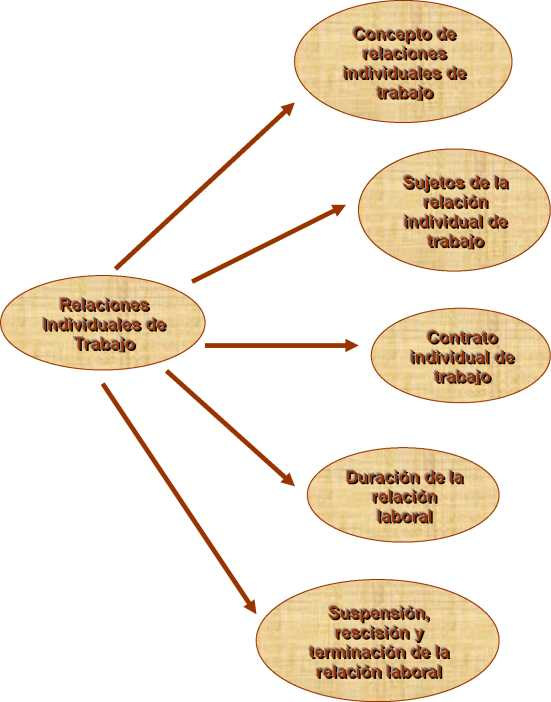 Concepto de
relaciones
individuales de
trabajo
Sujetos de la
relación
individual de
trabajo
Relaciones
Individuales de
Trabajo
Contrato
individual de
trabajo
Duración de la
relación
laboral
Suspensión,
rescisión y
terminación de la
relación laboral